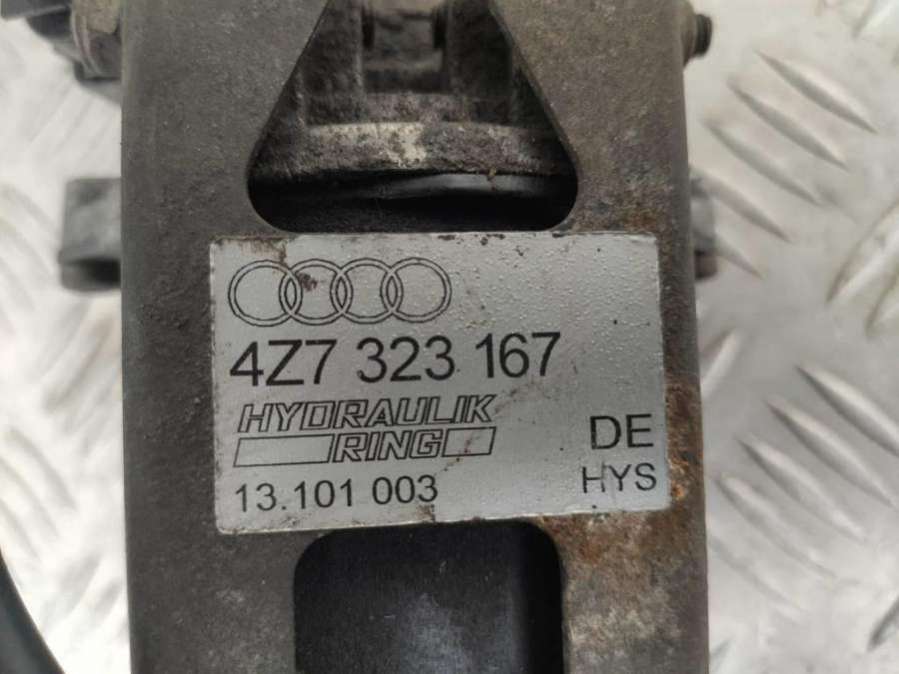 4Z7 323 167
HYDRAULIK
RING
DE
13.101 003
HYS